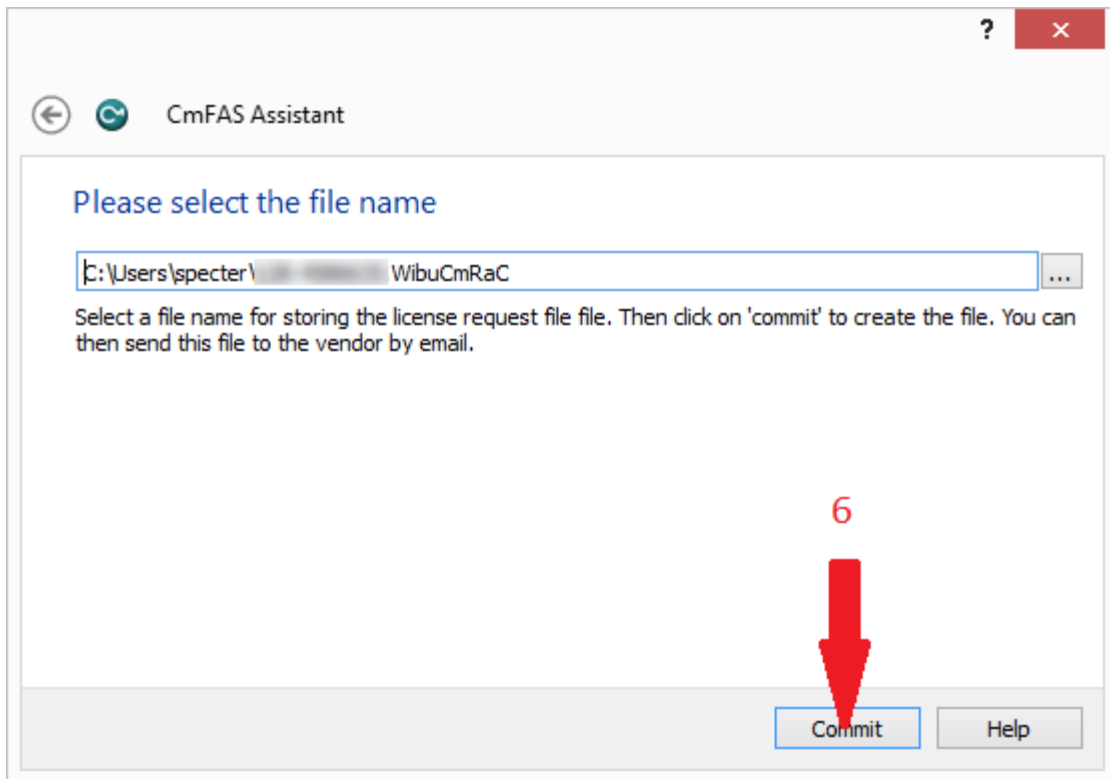 ?
CmFAS Assistant
Please select the file name
C:\Users\specter\ .WibuCmRaC
...
Select a file name for storing the license request file file. Then click on 'commit' to create the file. You can
then send this file to the vendor by email.
6
Commit Help